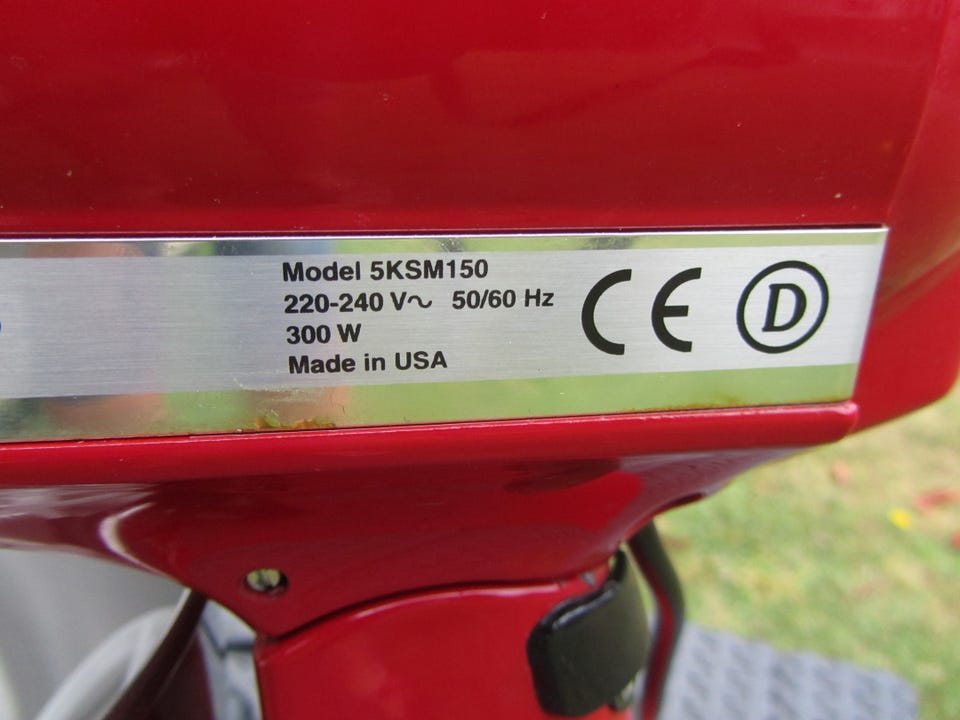 Model 5KSM150
220-240 V~ 50/60 Hz
300 W
Made in USA
CE
D